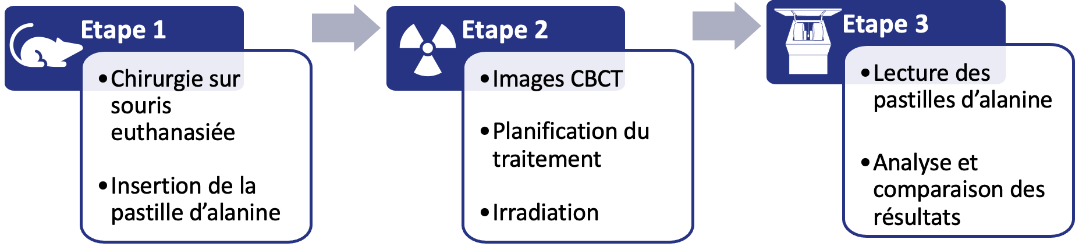 Etape 1
•Chirurgie sur
souris
euthanasiée
•Insertion de la
pastille d'alanine
Etape 2
•Images CBCT
•Planification du
traitement
•Irradiation
Etape 3
•Lecture des
pastilles d'alanine
•Analyse et
comparaison des
résultats